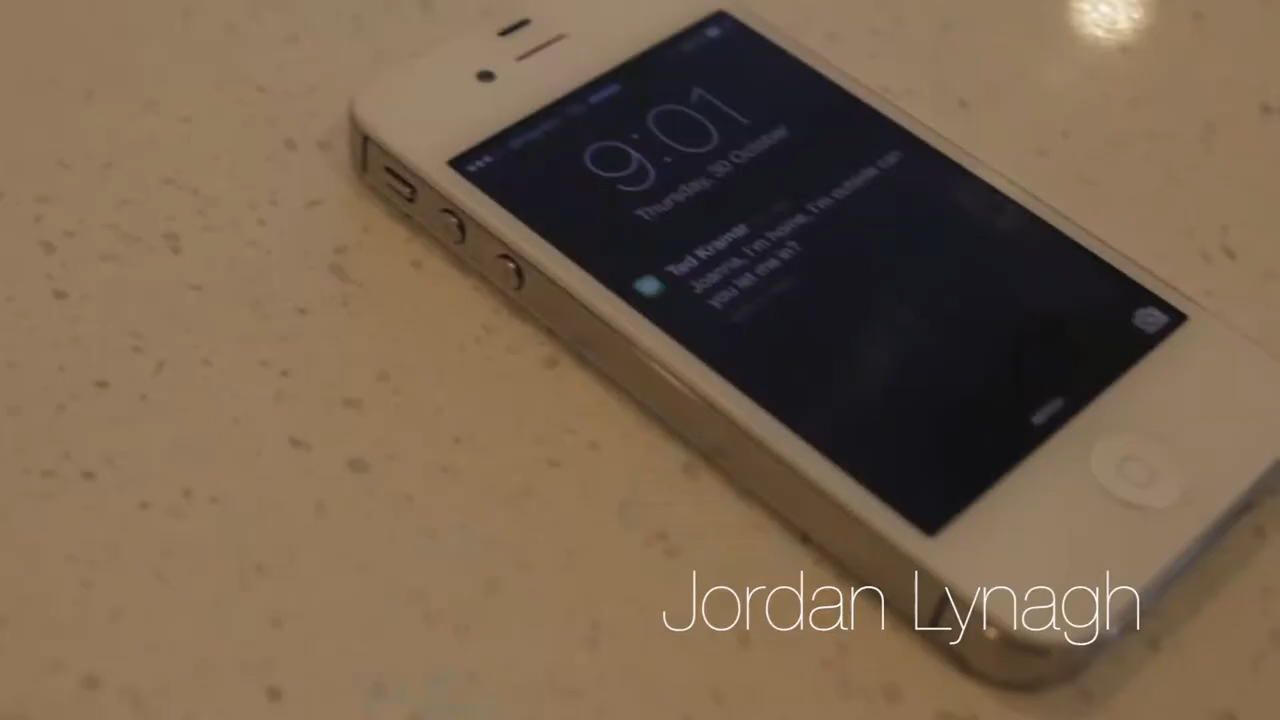 9:01
Thursday, 30 October
Ted Kramer
Joanna, I'm home, I'm outside can
you let me in?
Jordan Lynagh